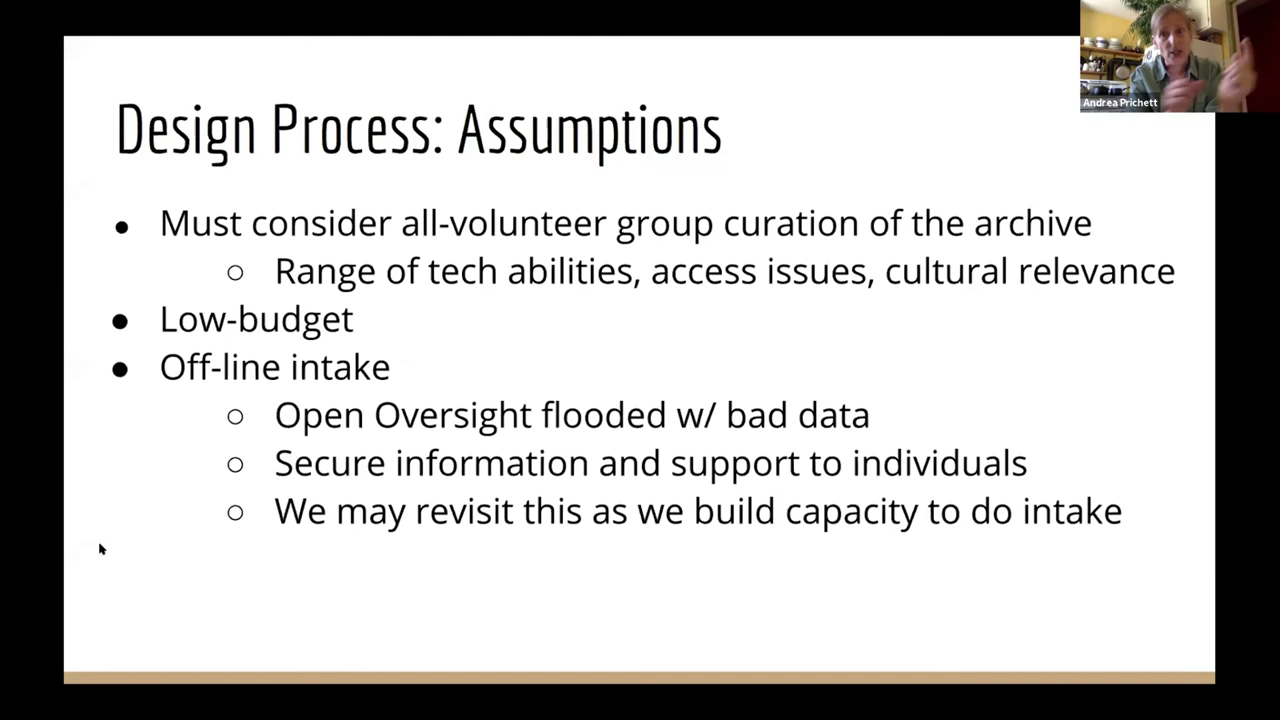 Andrea Prichett
Design Process: Assumptions
● Must consider all-volunteer group curation of the archive
○ Range of tech abilities, access issues, cultural relevance
● Low-budget
● Off-line intake
○ Open Oversight flooded w/ bad data
○ Secure information and support to individuals
○ We may revisit this as we build capacity to do intake